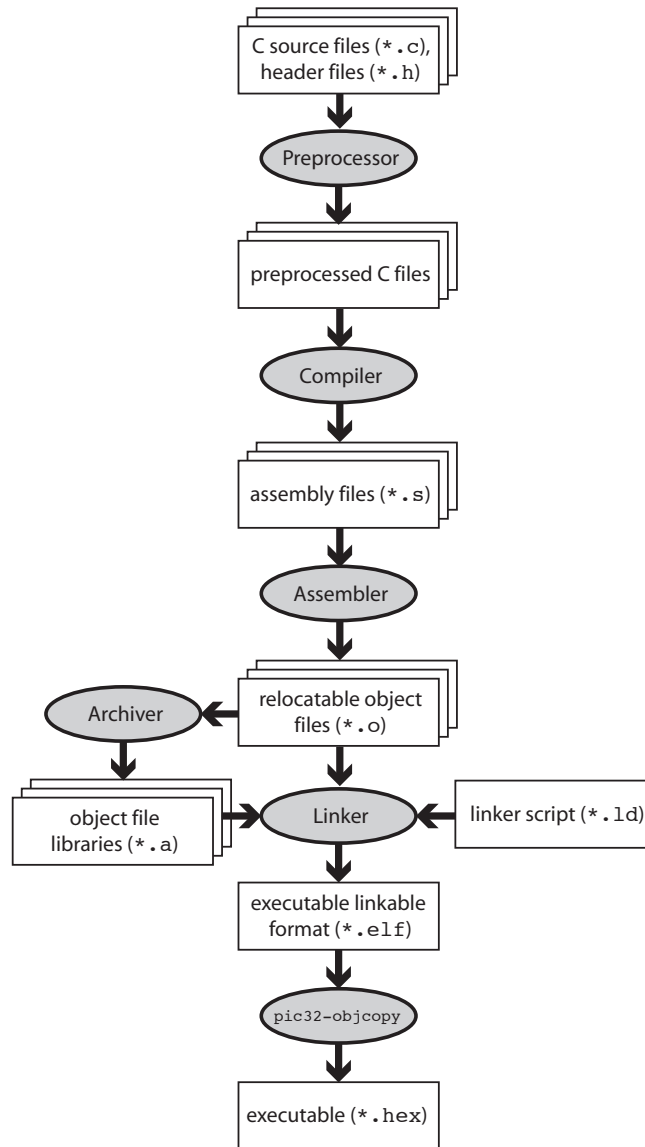 C source files (*.c),
header files (*.h)
Preprocessor
preprocessed C files
Compiler
assembly files (*.s)
Assembler
relocatable object
files (*.o)
Archiver
object file
libraries (*.a)
Linker
linker script (*.ld)
executable linkable
format (*.elf)
pic32-objcopy
executable (*.hex)